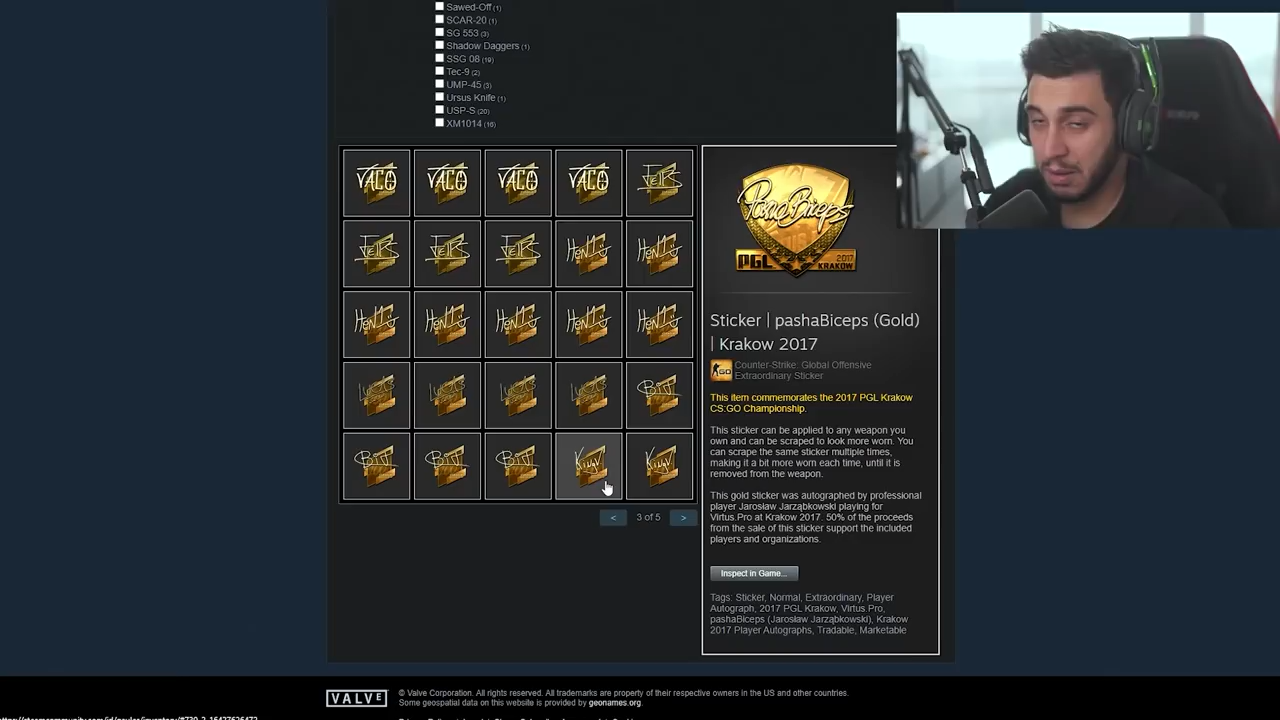 Sawed-Off (1)
SCAR-20 (1)
SG 553 (3)
Shadow Daggers (1)
SSG 08 (19)
Tec-9 (2)
UMP-45 (3)
Ursus Knife (1)
USP-S (20)
XM1014 (16)
HenryG
HenryG
HenryG
HenryG
HenryG
HenryG
HenryG
3 of 5
PashaBiceps
PGL 2017 KRAKOW
Sticker | pashaBiceps (Gold)
| Krakow 2017
Counter-Strike: Global Offensive
Extraordinary Sticker
This item commemorates the 2017 PGL Krakow
CS:GO Championship.
This sticker can be applied to any weapon you
own and can be scraped to look more worn. You
can scrape the same sticker multiple times,
making it a bit more worn each time, until it is
removed from the weapon.
This gold sticker was autographed by professional
player Jarosław Jarząbkowski playing for
Virtus.Pro at Krakow 2017. 50% of the proceeds
from the sale of this sticker support the included
players and organizations.
Inspect in Game...
Tags: Sticker, Normal, Extraordinary, Player
Autograph, 2017 PGL Krakow, Virtus.Pro,
pashaBiceps (Jarosław Jarząbkowski), Krakow
2017 Player Autographs, Tradable, Marketable
VALVE
© Valve Corporation. All rights reserved. All trademarks are property of their respective owners in the US and other countries.
Some geospatial data on this website is provided by geonames.org.